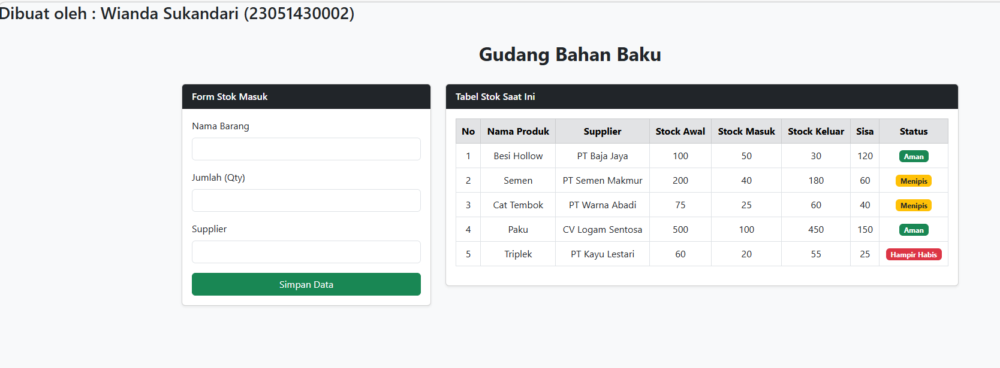 Dibuat oleh : Wianda Sukandari (23051430002)
Gudang Bahan Baku
Form Stok Masuk
Nama Barang
Jumlah (Qty)
Supplier
Simpan Data
Tabel Stok Saat Ini
No Nama Produk Supplier Stock Awal Stock Masuk Stock Keluar Sisa Status
1 Besi Hollow PT Baja Jaya 100 50 30 120 Aman
2 Semen PT Semen Makmur 200 40 180 60 Menipis
3 Cat Tembok PT Warna Abadi 75 25 60 40 Menipis
4 Paku CV Logam Sentosa 500 100 450 150 Aman
5 Triplek PT Kayu Lestari 60 20 55 25 Hampir Habis